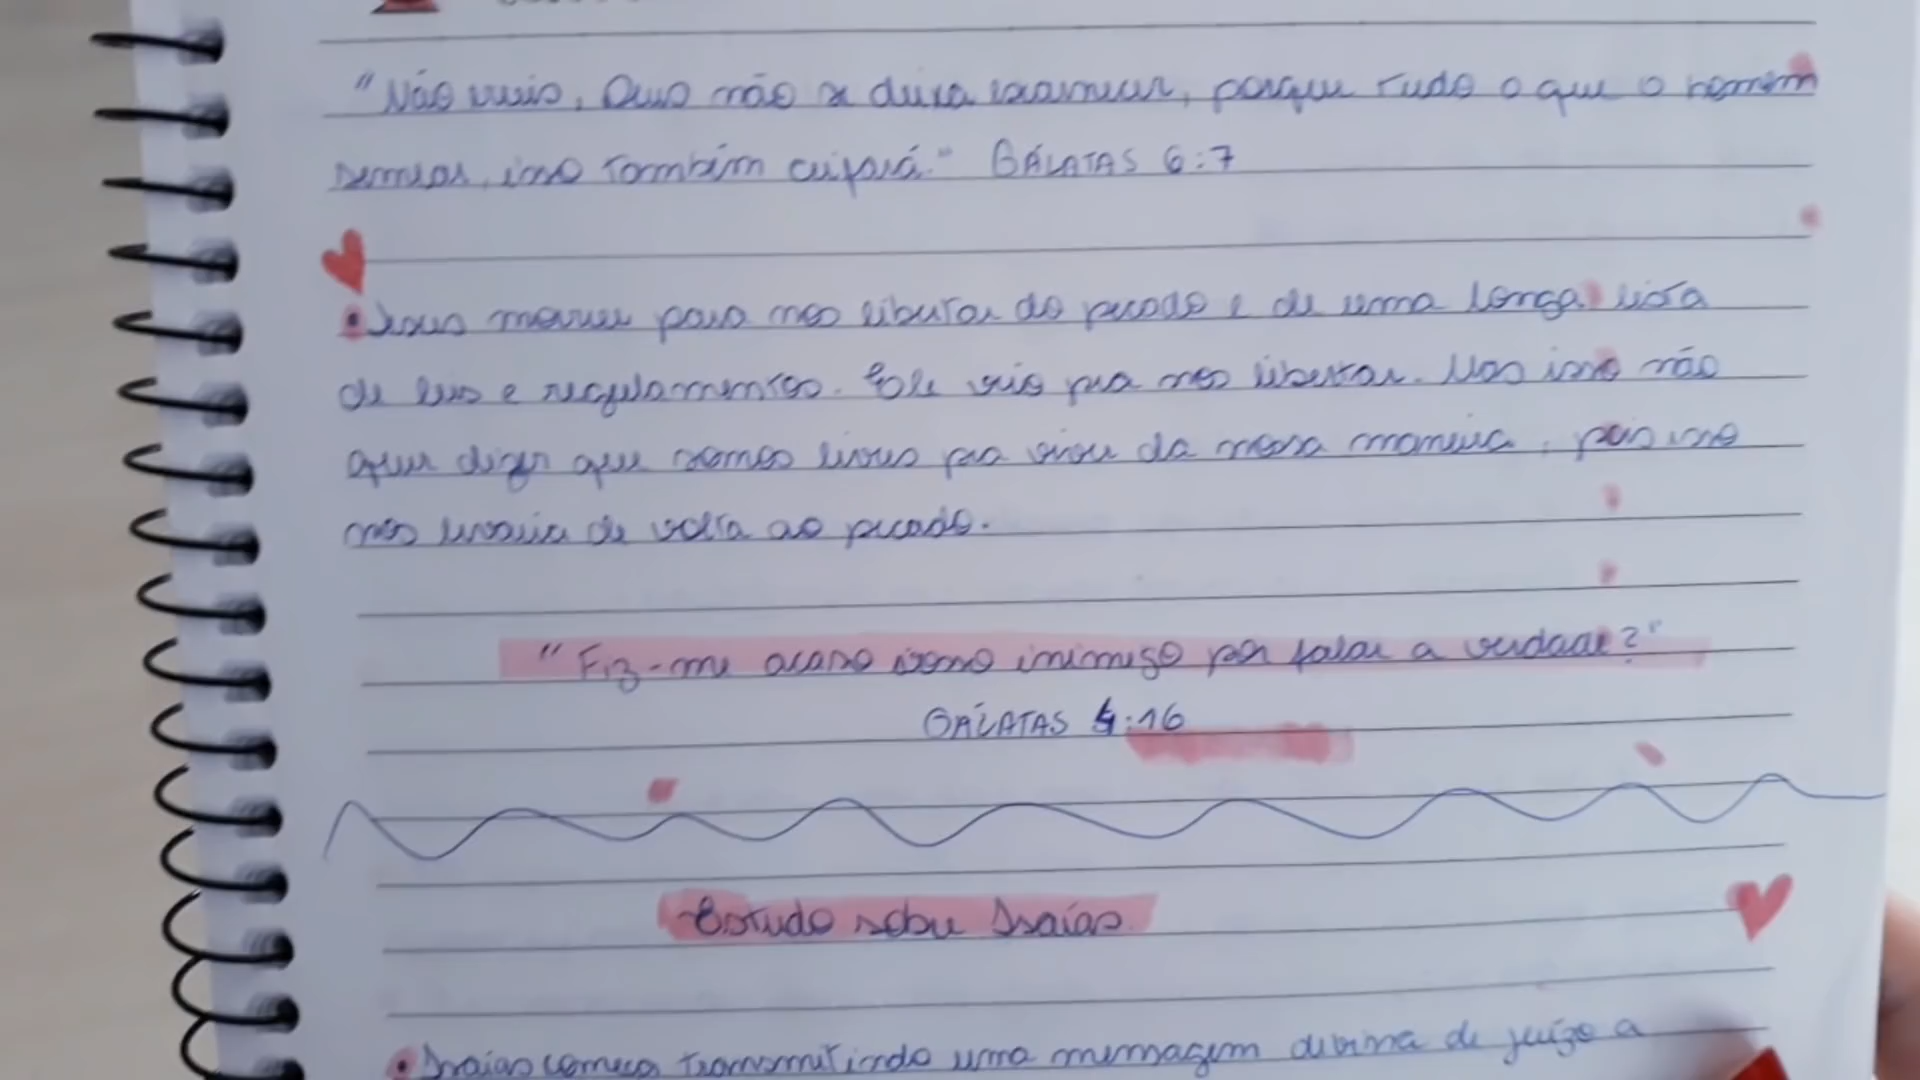 "Não erreis, Deus não se deixa escarnecer, porque tudo o que o homem
semear, isso também ceifará." GÁLATAS 6:7
Jesus morreu para nos libertar do pecado e de uma longa lista
de leis e regulamentos. Ele veio pra nos libertar. Mas isso não
quer dizer que somos livres pra viver da nossa maneira, pois isso
nos levaria de volta ao pecado.
"Fiz-me acaso vosso inimigo por falar a verdade?"
GÁLATAS 4:16
Estudo sobre Isaías
Isaías começa transmitindo uma mensagem divina de juízo a